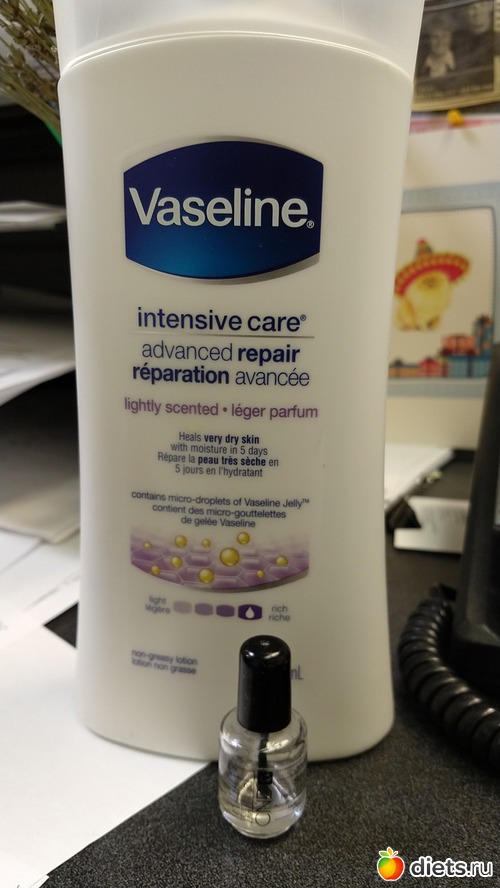 Vaseline®
intensive care®
advanced repair
réparation avancée
lightly scented • léger parfum
Heals very dry skin
with moisture in 5 days
Répare la peau très sèche en
5 jours en l'hydratant
contains micro-droplets of Vaseline Jelly™
contient des micro-gouttelettes
de gelée Vaseline
light
légère
rich
riche
non-greasy lotion
lotion non grasse
mL
diets.ru